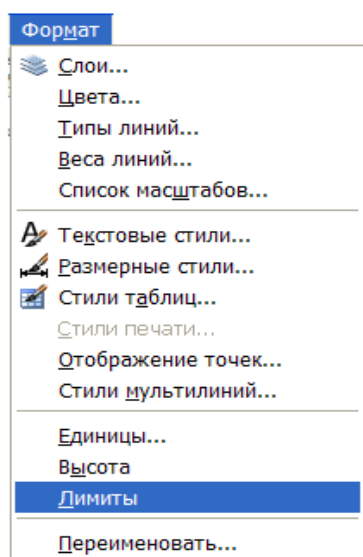 Формат
Слои...
Цвета...
Типы линий...
Веса линий...
Список масштабов...
Текстовые стили...
Размерные стили...
Стили таблиц...
Стили печати...
Отображение точек...
Стили мультилиний...
Единицы...
Высота
Лимиты
Переименовать...